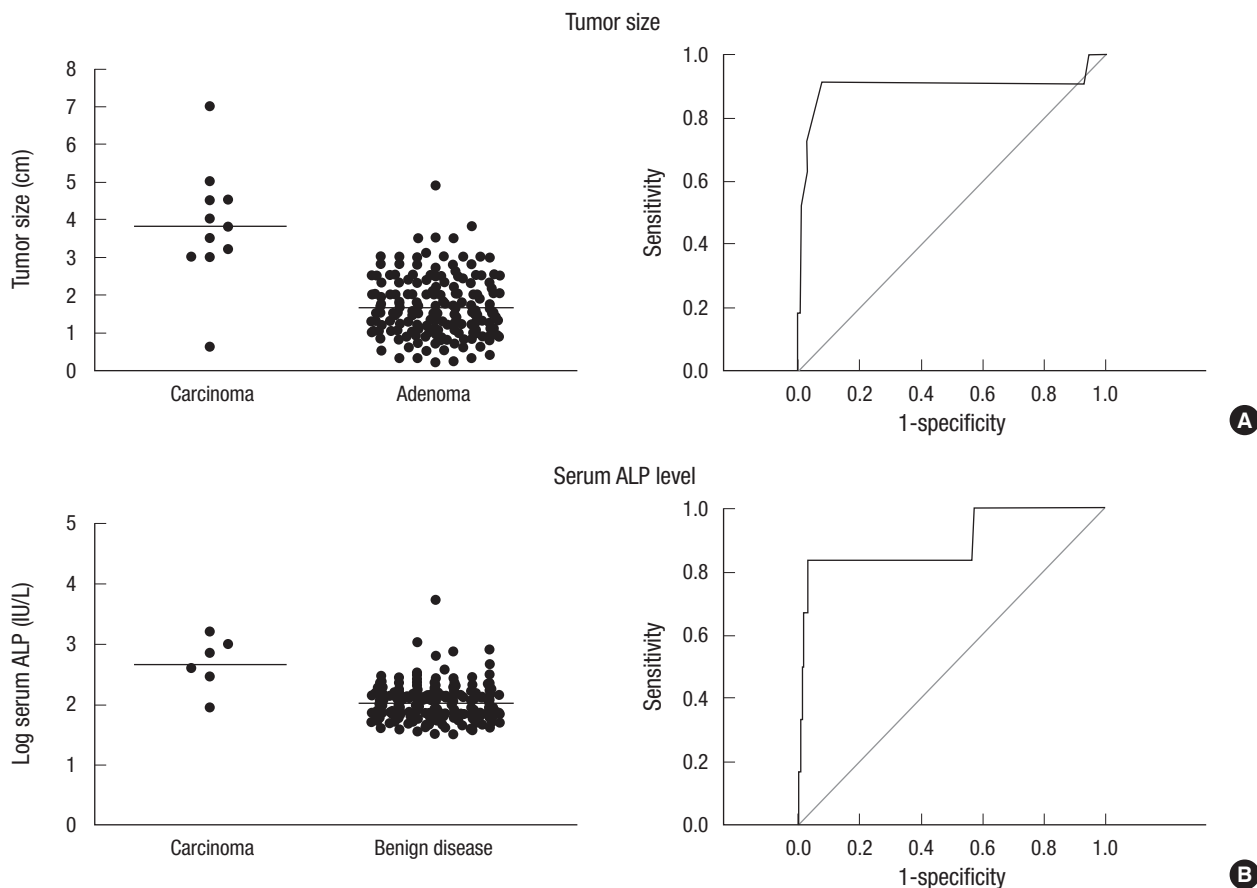 Tumor size
Tumor size (cm)
8
7
6
5
4
3
2
1
0
Carcinoma Adenoma
Sensitivity
1.0
0.8
0.6
0.4
0.2
0.0
0.0 0.2 0.4 0.6 0.8 1.0
1-specificity
A
Serum ALP level
Log serum ALP (IU/L)
5
4
3
2
1
0
Carcinoma Benign disease
Sensitivity
1.0
0.8
0.6
0.4
0.2
0.0
0.0 0.2 0.4 0.6 0.8 1.0
1-specificity
B